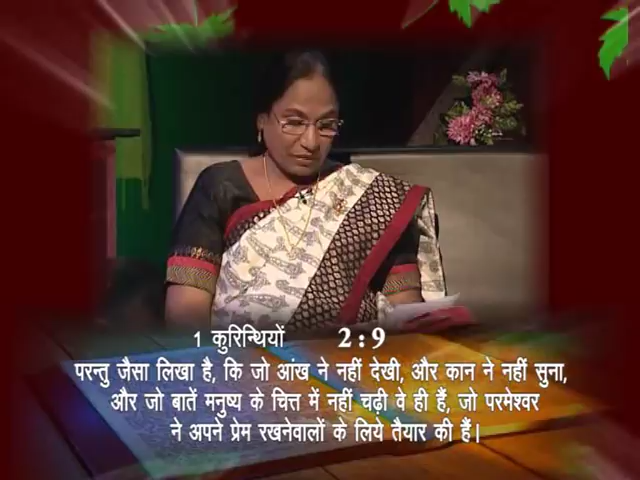 1 कुरिन्थियों 2:9
परन्तु जैसा लिखा है, कि जो आंख ने नहीं देखी, और कान ने नहीं सुना,
और जो बातें मनुष्य के चित्त में नहीं चढ़ी वे ही हैं, जो परमेश्वर
ने अपने प्रेम रखनेवालों के लिये तैयार की हैं|